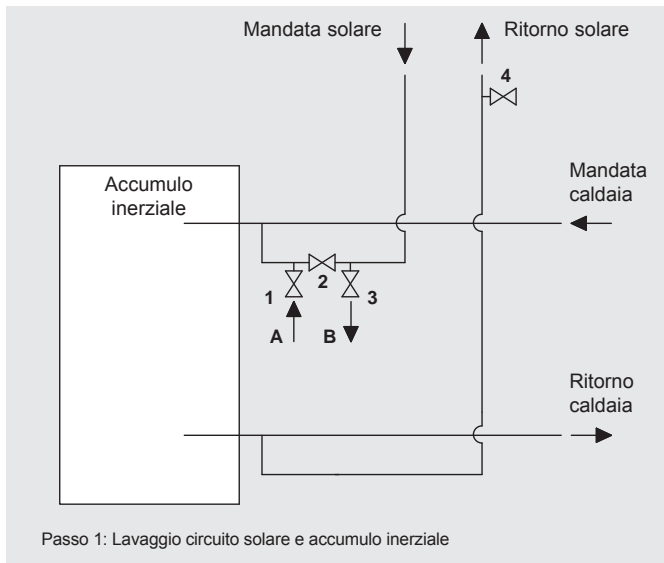 Mandata solare
Ritorno solare
4
Accumulo
inerziale
Mandata
caldaia
1
2
3
A
B
Ritorno
caldaia
Passo 1: Lavaggio circuito solare e accumulo inerziale